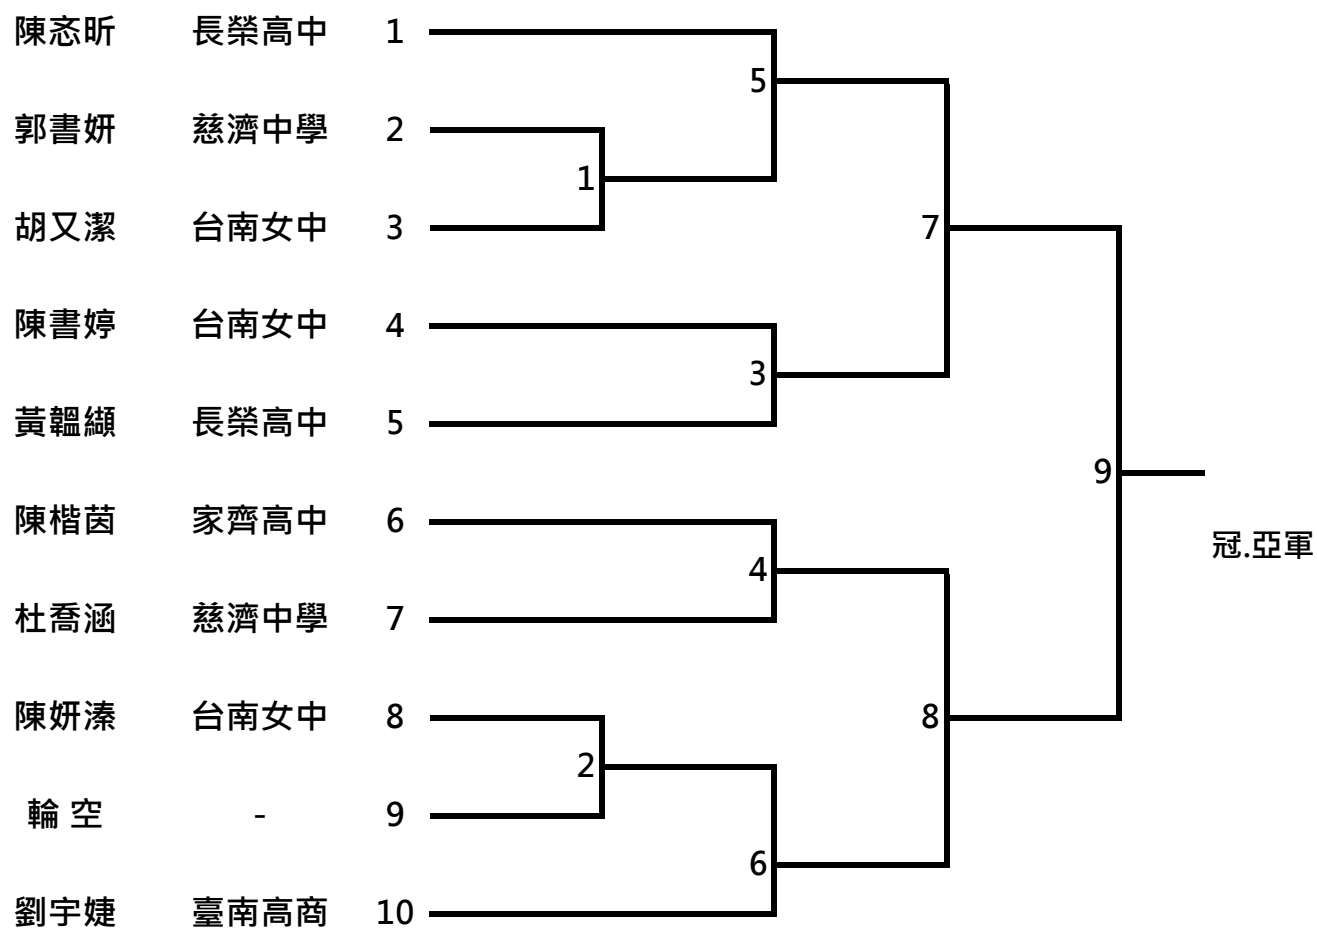 陳忞昕 長榮高中 1
5
郭書妍 慈濟中學 2
1
胡又潔 台南女中 3
7
陳書婷 台南女中 4
3
黃韞纈 長榮高中 5
9
陳楷茵 家齊高中 6
冠.亞軍
4
杜喬涵 慈濟中學 7
陳妍溱 台南女中 8
8
2
輪 空 - 9
6
劉宇婕 臺南高商 10